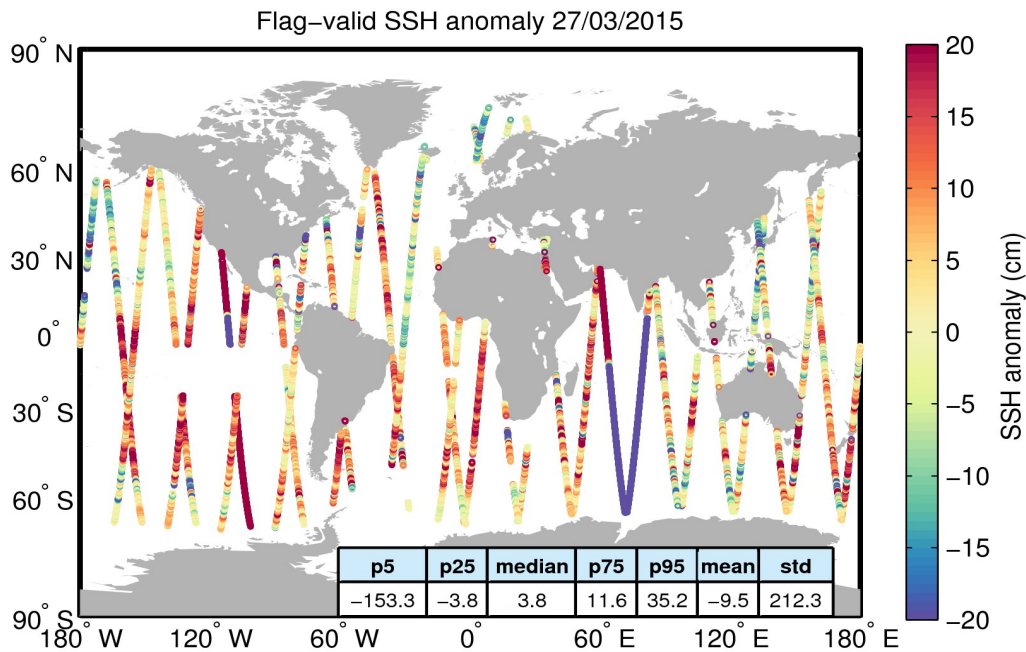 Flag−valid SSH anomaly 27/03/2015
90° N
60° N
30° N
0°
30° S
60° S
90° S
180° W
120° W
60° W
0°
60° E
120° E
180° E
p5 p25 median p75 p95 mean std
−153.3 −3.8 3.8 11.6 35.2 −9.5 212.3
20
15
10
5
0
−5
−10
−15
−20
SSH anomaly (cm)